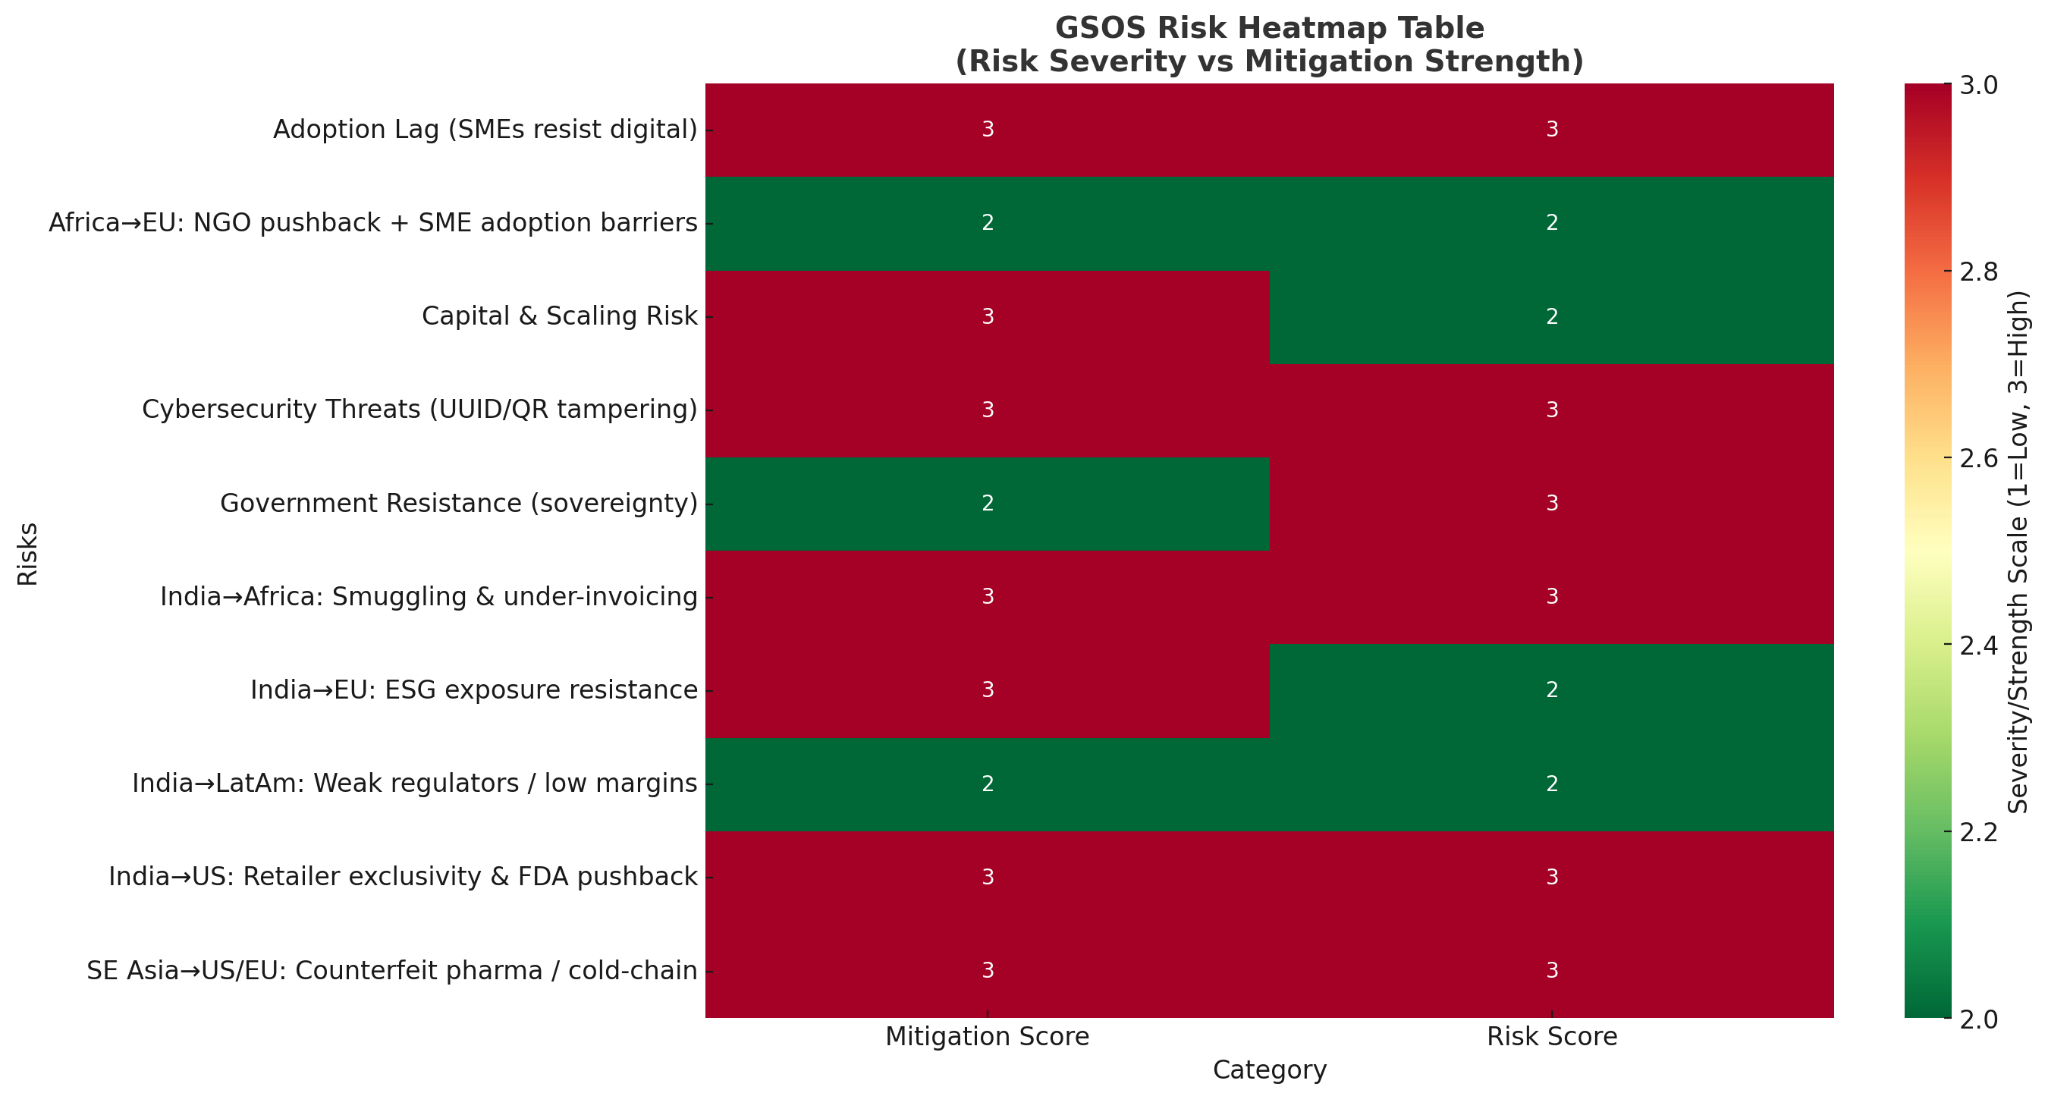 GSOS Risk Heatmap Table
(Risk Severity vs Mitigation Strength)
Adoption Lag (SMEs resist digital) 3 3
Africa→EU: NGO pushback + SME adoption barriers 2 2
Capital & Scaling Risk 3 2
Cybersecurity Threats (UUID/QR tampering) 3 3
Government Resistance (sovereignty) 2 3
India→Africa: Smuggling & under-invoicing 3 3
India→EU: ESG exposure resistance 3 2
India→LatAm: Weak regulators / low margins 2 2
India→US: Retailer exclusivity & FDA pushback 3 3
SE Asia→US/EU: Counterfeit pharma / cold-chain 3 3
Risks
Mitigation Score Risk Score
Category
3.0
2.8
2.6
2.4
2.2
2.0
Severity/Strength Scale (1=Low, 3=High)